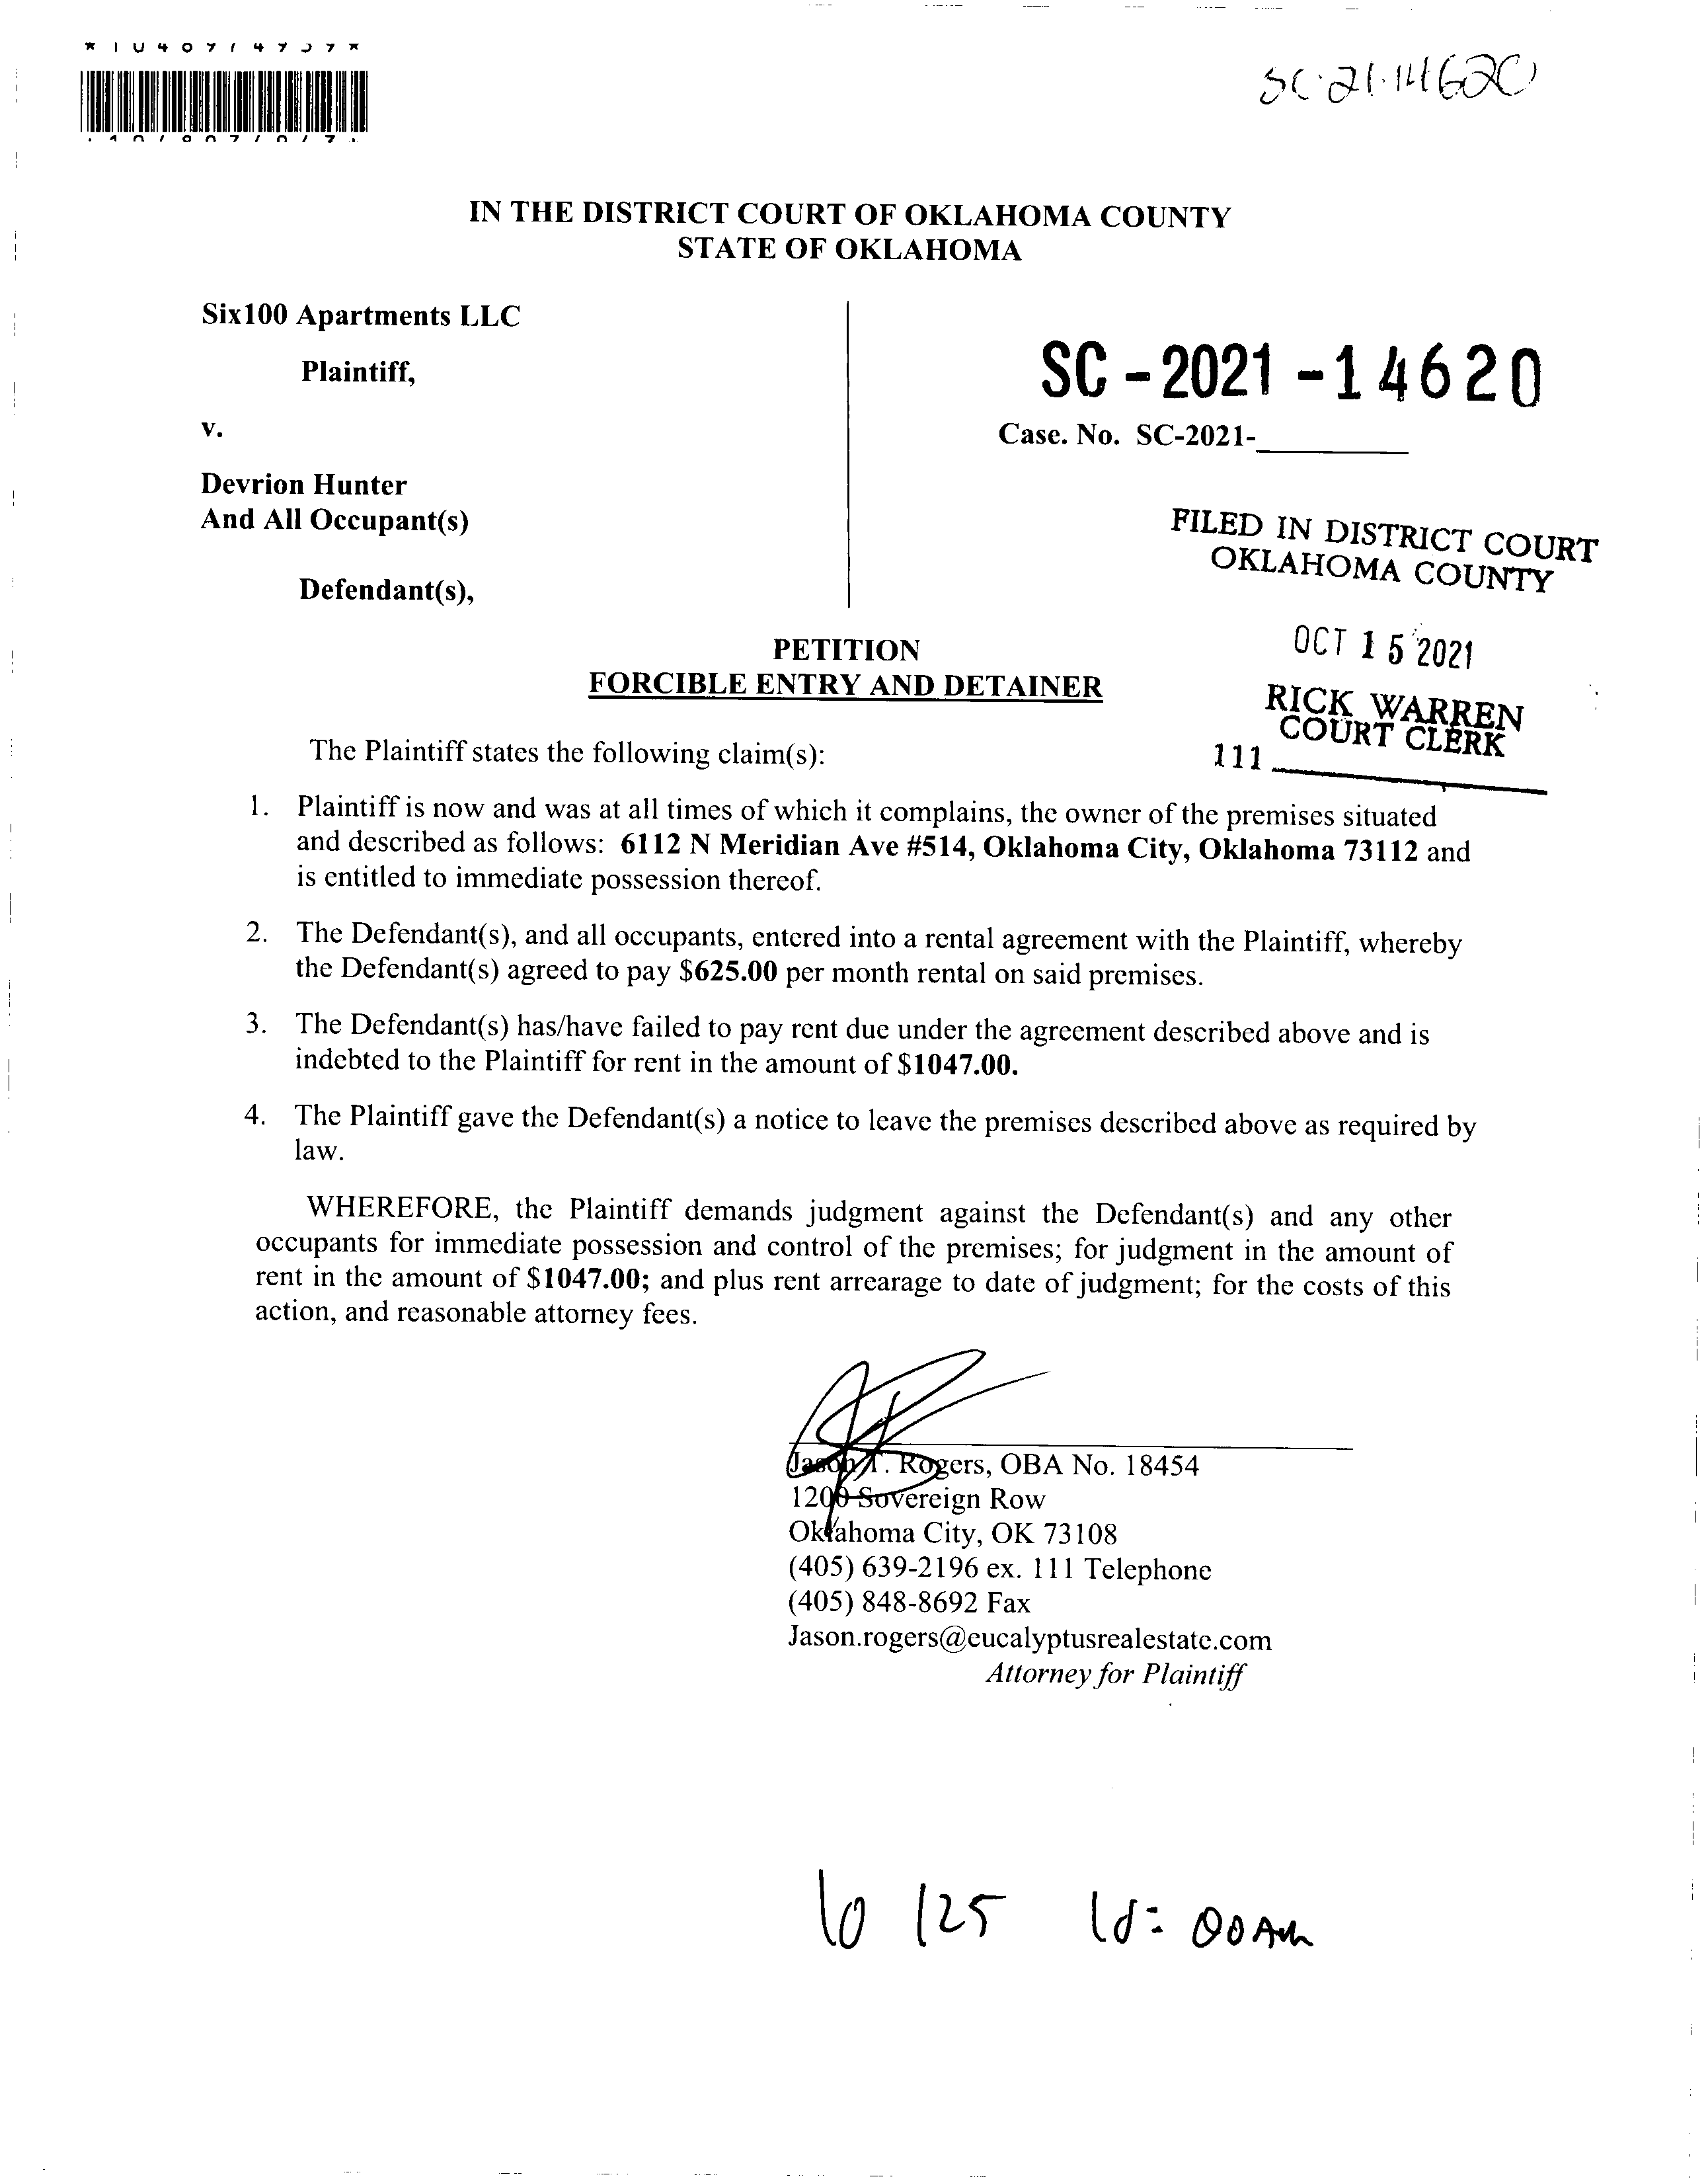 SC-21-14620
IN THE DISTRICT COURT OF OKLAHOMA COUNTY
STATE OF OKLAHOMA
Six100 Apartments LLC
Plaintiff,
v.
Devrion Hunter
And All Occupant(s)
Defendant(s),
SC-2021-14620
Case. No. SC-2021-________
FILED IN DISTRICT COURT
OKLAHOMA COUNTY
OCT 15 2021
RICK WARREN
COURT CLERK
111
PETITION
FORCIBLE ENTRY AND DETAINER
The Plaintiff states the following claim(s):
1. Plaintiff is now and was at all times of which it complains, the owner of the premises situated
and described as follows: 6112 N Meridian Ave #514, Oklahoma City, Oklahoma 73112 and
is entitled to immediate possession thereof.
2. The Defendant(s), and all occupants, entered into a rental agreement with the Plaintiff, whereby
the Defendant(s) agreed to pay $625.00 per month rental on said premises.
3. The Defendant(s) has/have failed to pay rent due under the agreement described above and is
indebted to the Plaintiff for rent in the amount of $1047.00.
4. The Plaintiff gave the Defendant(s) a notice to leave the premises described above as required by
law.
WHEREFORE, the Plaintiff demands judgment against the Defendant(s) and any other
occupants for immediate possession and control of the premises; for judgment in the amount of
rent in the amount of $1047.00; and plus rent arrearage to date of judgment; for the costs of this
action, and reasonable attorney fees.
Jason T. Rogers, OBA No. 18454
1200 Sovereign Row
Oklahoma City, OK 73108
(405) 639-2196 ex. 111 Telephone
(405) 848-8692 Fax
Jason.rogers@eucalyptusrealestate.com
Attorney for Plaintiff
10/25 10:00AM